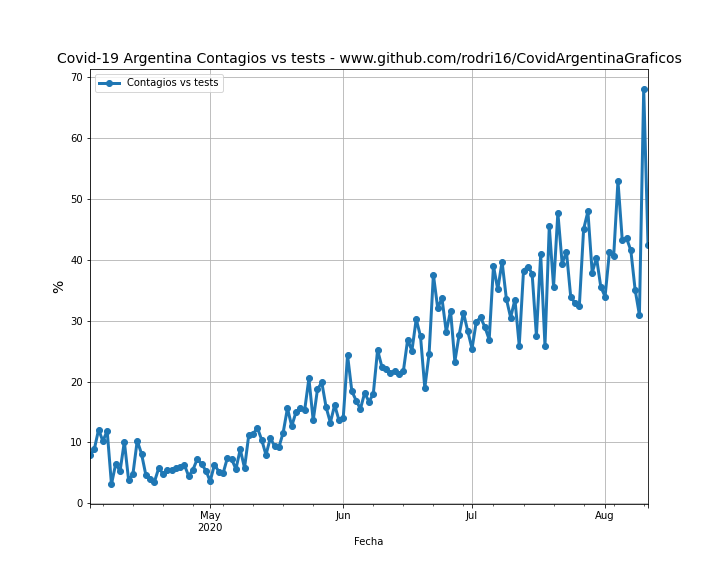 Covid-19 Argentina Contagios vs tests - www.github.com/rodri16/CovidArgentinaGraficos
Contagios vs tests
70
60
50
40
30
20
10
0
%
May
2020
Jun
Jul
Aug
Fecha